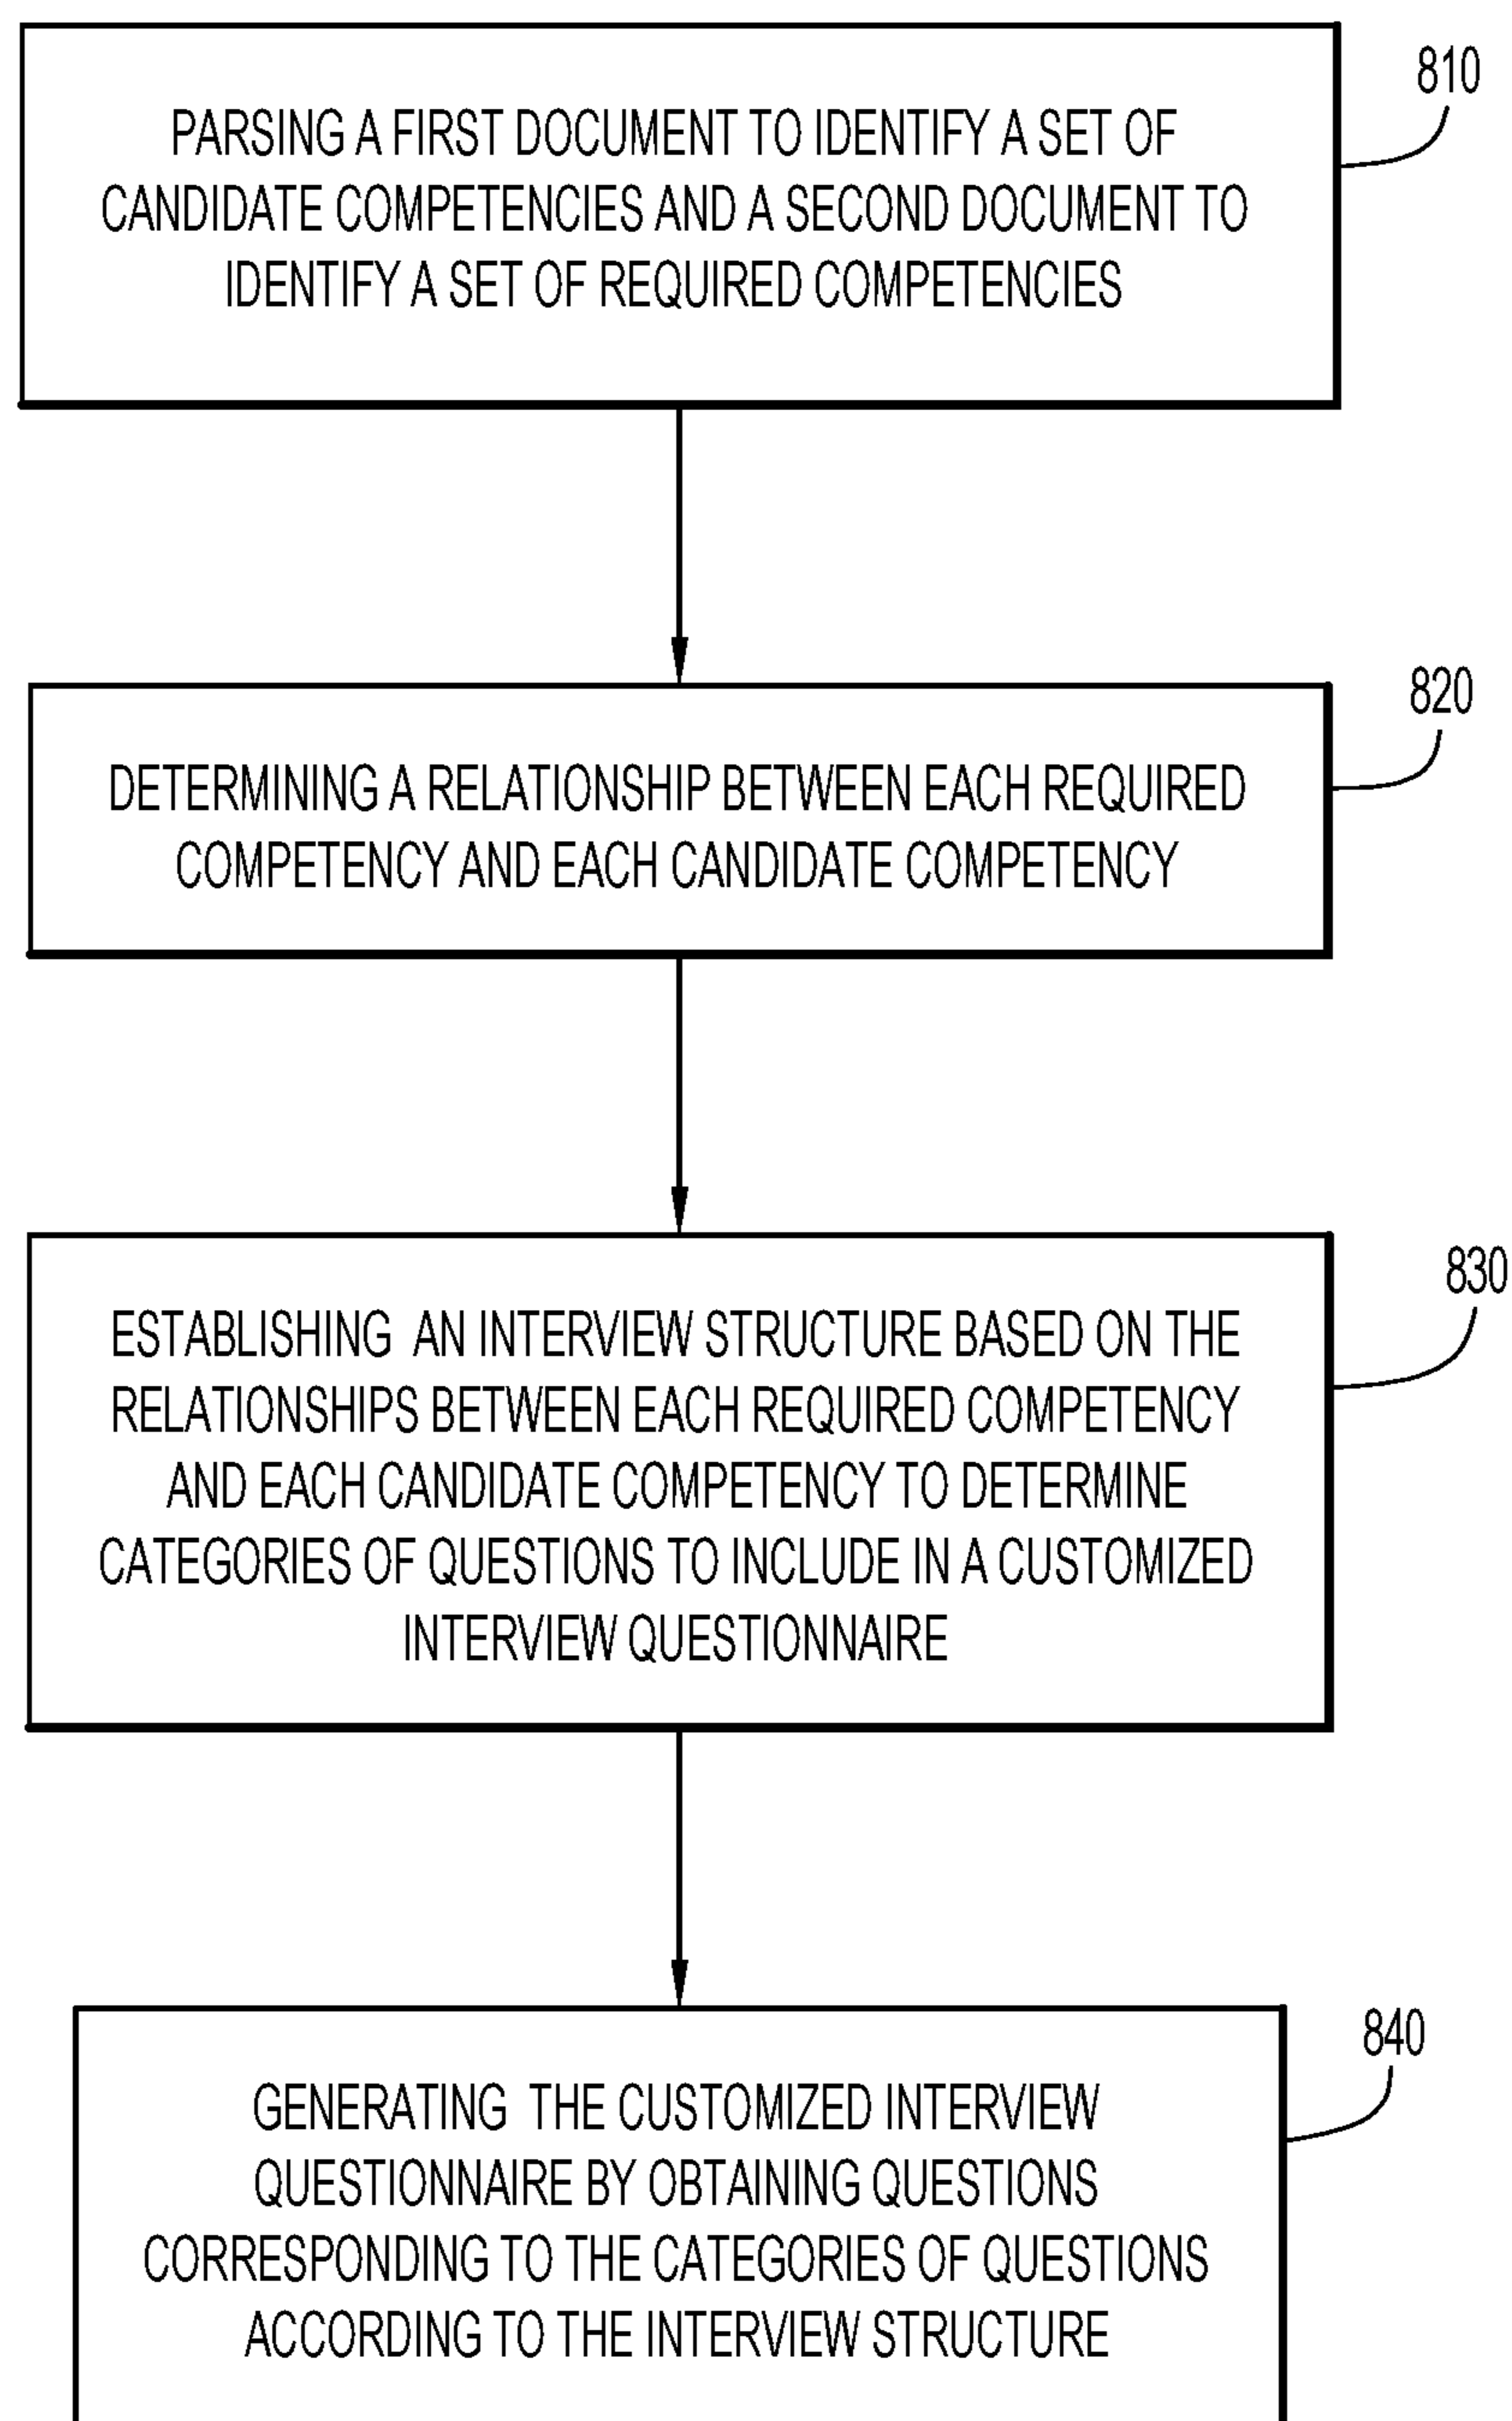 810
PARSING A FIRST DOCUMENT TO IDENTIFY A SET OF
CANDIDATE COMPETENCIES AND A SECOND DOCUMENT TO
IDENTIFY A SET OF REQUIRED COMPETENCIES
820
DETERMINING A RELATIONSHIP BETWEEN EACH REQUIRED
COMPETENCY AND EACH CANDIDATE COMPETENCY
830
ESTABLISHING AN INTERVIEW STRUCTURE BASED ON THE
RELATIONSHIPS BETWEEN EACH REQUIRED COMPETENCY
AND EACH CANDIDATE COMPETENCY TO DETERMINE
CATEGORIES OF QUESTIONS TO INCLUDE IN A CUSTOMIZED
INTERVIEW QUESTIONNAIRE
840
GENERATING THE CUSTOMIZED INTERVIEW
QUESTIONNAIRE BY OBTAINING QUESTIONS
CORRESPONDING TO THE CATEGORIES OF QUESTIONS
ACCORDING TO THE INTERVIEW STRUCTURE